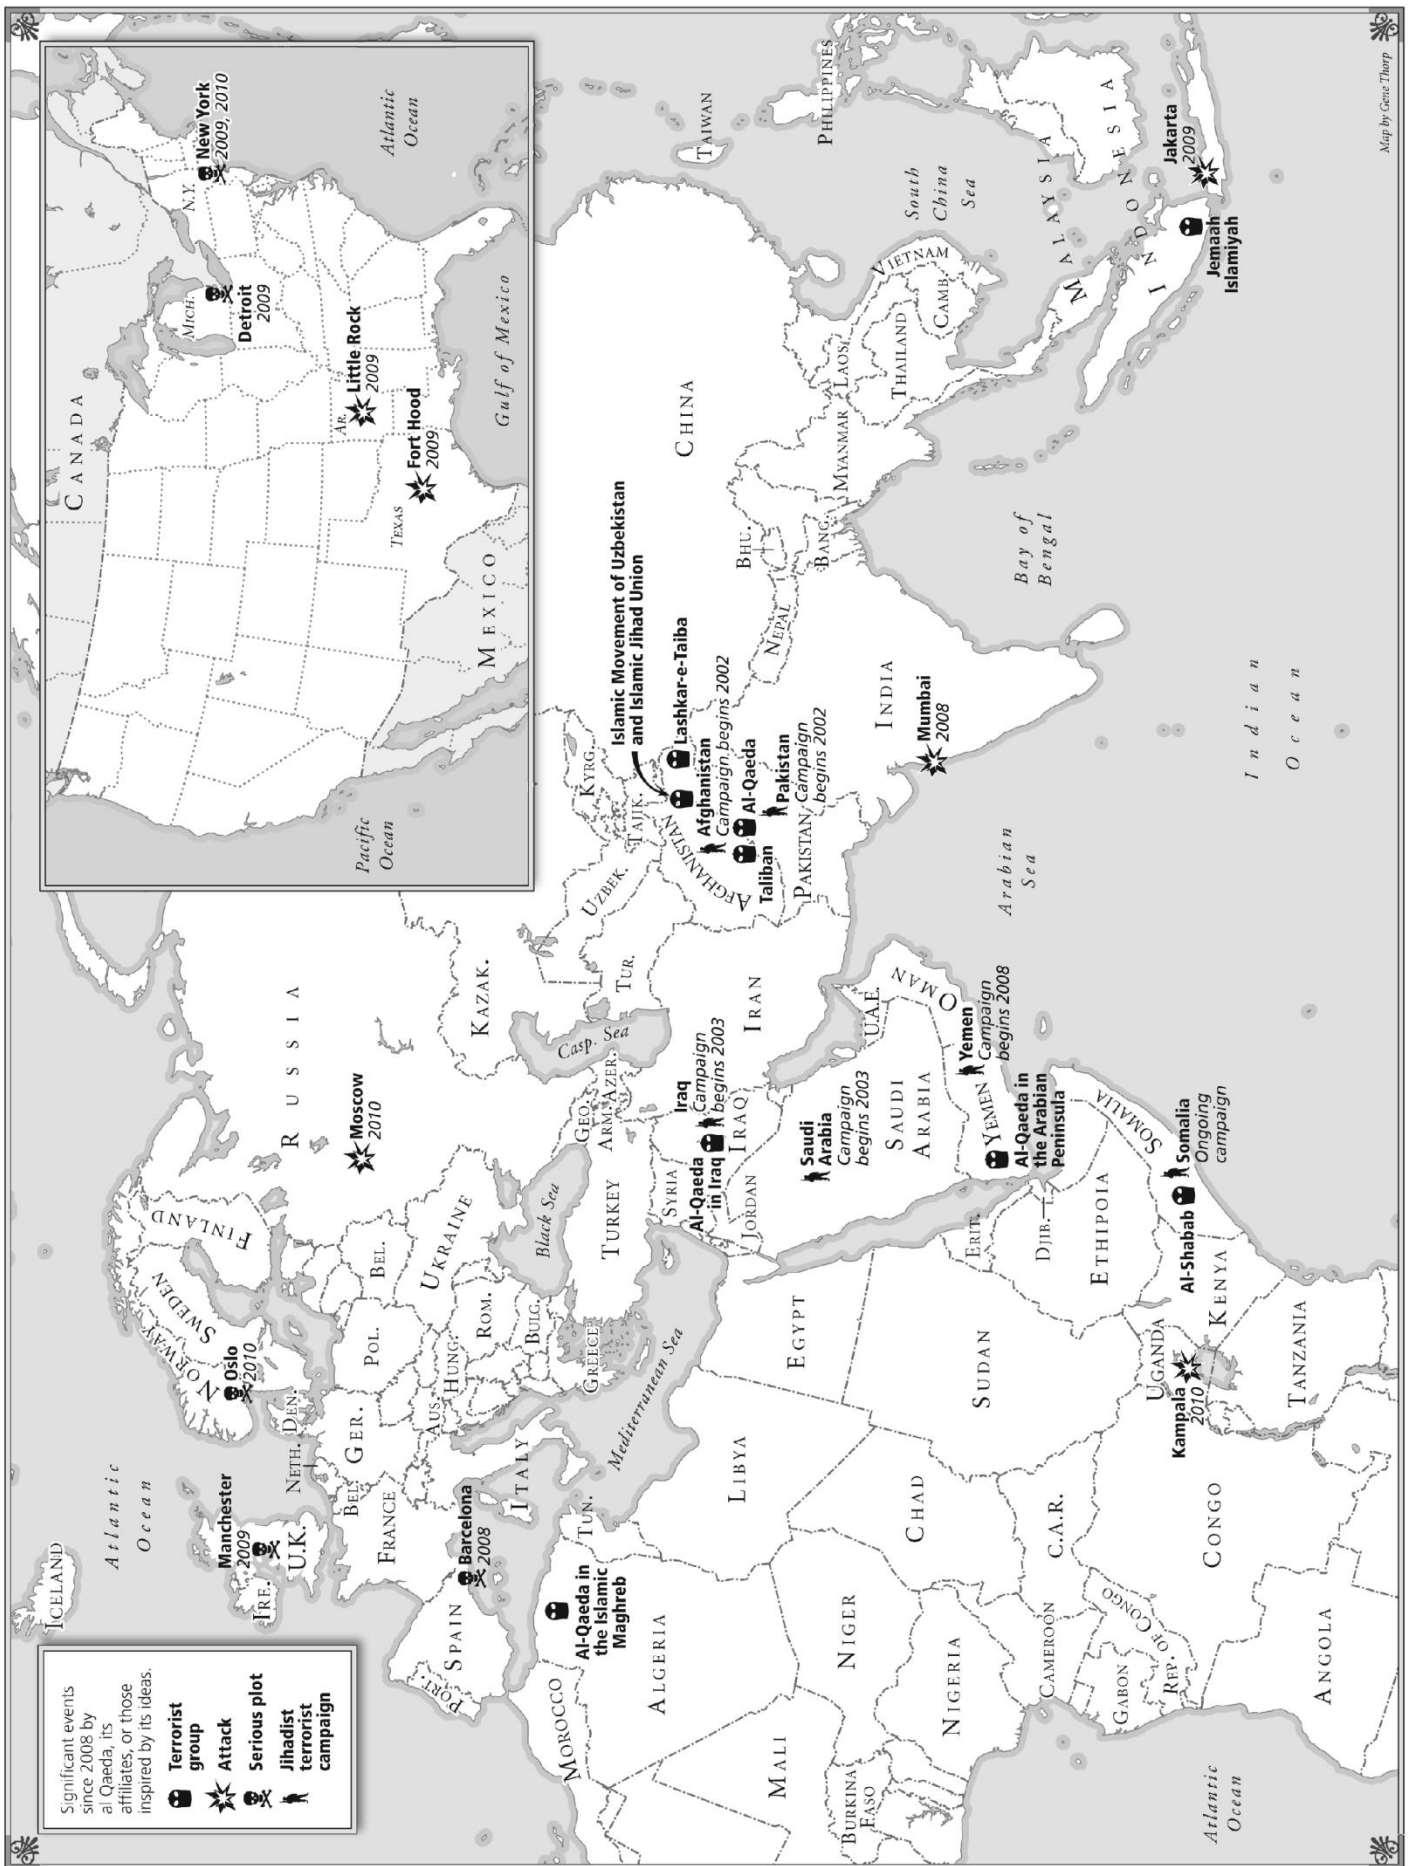 Significant events
since 2008 by
al Qaeda, its
affiliates, or those
inspired by its ideas.
Terrorist
group
Attack
Serious plot
Jihadist
terrorist
campaign
ICELAND
Atlantic
Ocean
Manchester
2009
IRE.
U.K.
NORWAY
SWEDEN
FINLAND
Oslo
2010
DEN.
NETH.
BEL.
GER.
POL.
BEL.
FRANCE
AUS.
HUNG.
ROM.
BULG.
UKRAINE
RUSSIA
Moscow
2010
KAZAK.
PORT.
SPAIN
Barcelona
2008
ITALY
GREECE
Mediterranean Sea
Black Sea
TURKEY
GEO.
ARM.
AZER.
Casp. Sea
TUR.
UZBEK.
KYRG.
TAJIK.
SYRIA
JORDAN
IRAQ
Al-Qaeda
in Iraq
Iraq
Campaign
begins 2003
IRAN
AFGHANISTAN
Afghanistan
Campaign begins 2002
Islamic Movement of Uzbekistan
and Islamic Jihad Union
Lashkar-e-Taiba
Al-Qaeda
Taliban
Pakistan
Campaign
begins 2002
PAKISTAN
INDIA
Mumbai
2008
NEPAL
BHU.
BANG.
CHINA
MYANMAR
LAOS
THAILAND
VIETNAM
CAMB.
TAIWAN
PHILIPPINES
South
China
Sea
MALAYSIA
INDONESIA
Jakarta
2009
Jemaah
Islamiyah
Bay of
Bengal
Arabian
Sea
Indian
Ocean
Saudi
Arabia
Campaign
begins 2003
SAUDI
ARABIA
U.A.E.
OMAN
YEMEN
Yemen
Campaign
begins 2008
Al-Qaeda in
the Arabian
Peninsula
MOROCCO
Al-Qaeda in
the Islamic
Maghreb
ALGERIA
TUN.
LIBYA
EGYPT
MALI
NIGER
CHAD
SUDAN
ERIT.
DJIB.
ETHIPOIA
SOMALIA
Somalia
Ongoing
campaign
Al-Shabab
BURKINA
FASO
NIGERIA
CAMEROON
C.A.R.
GABON
REP. OF CONGO
CONGO
UGANDA
Kampala
2010
KENYA
TANZANIA
ANGOLA
Atlantic
Ocean
CANADA
Pacific
Ocean
MICH.
Detroit
2009
N.Y.
New York
2009, 2010
Atlantic
Ocean
AR.
Little Rock
2009
TEXAS
Fort Hood
2009
MEXICO
Gulf of Mexico
Map by Gene Thorp